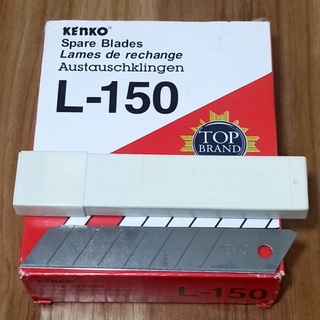 KENKO
Spare Blades
Lames de rechange
Austauschklingen
L-150
TOP
BRAND
L-150